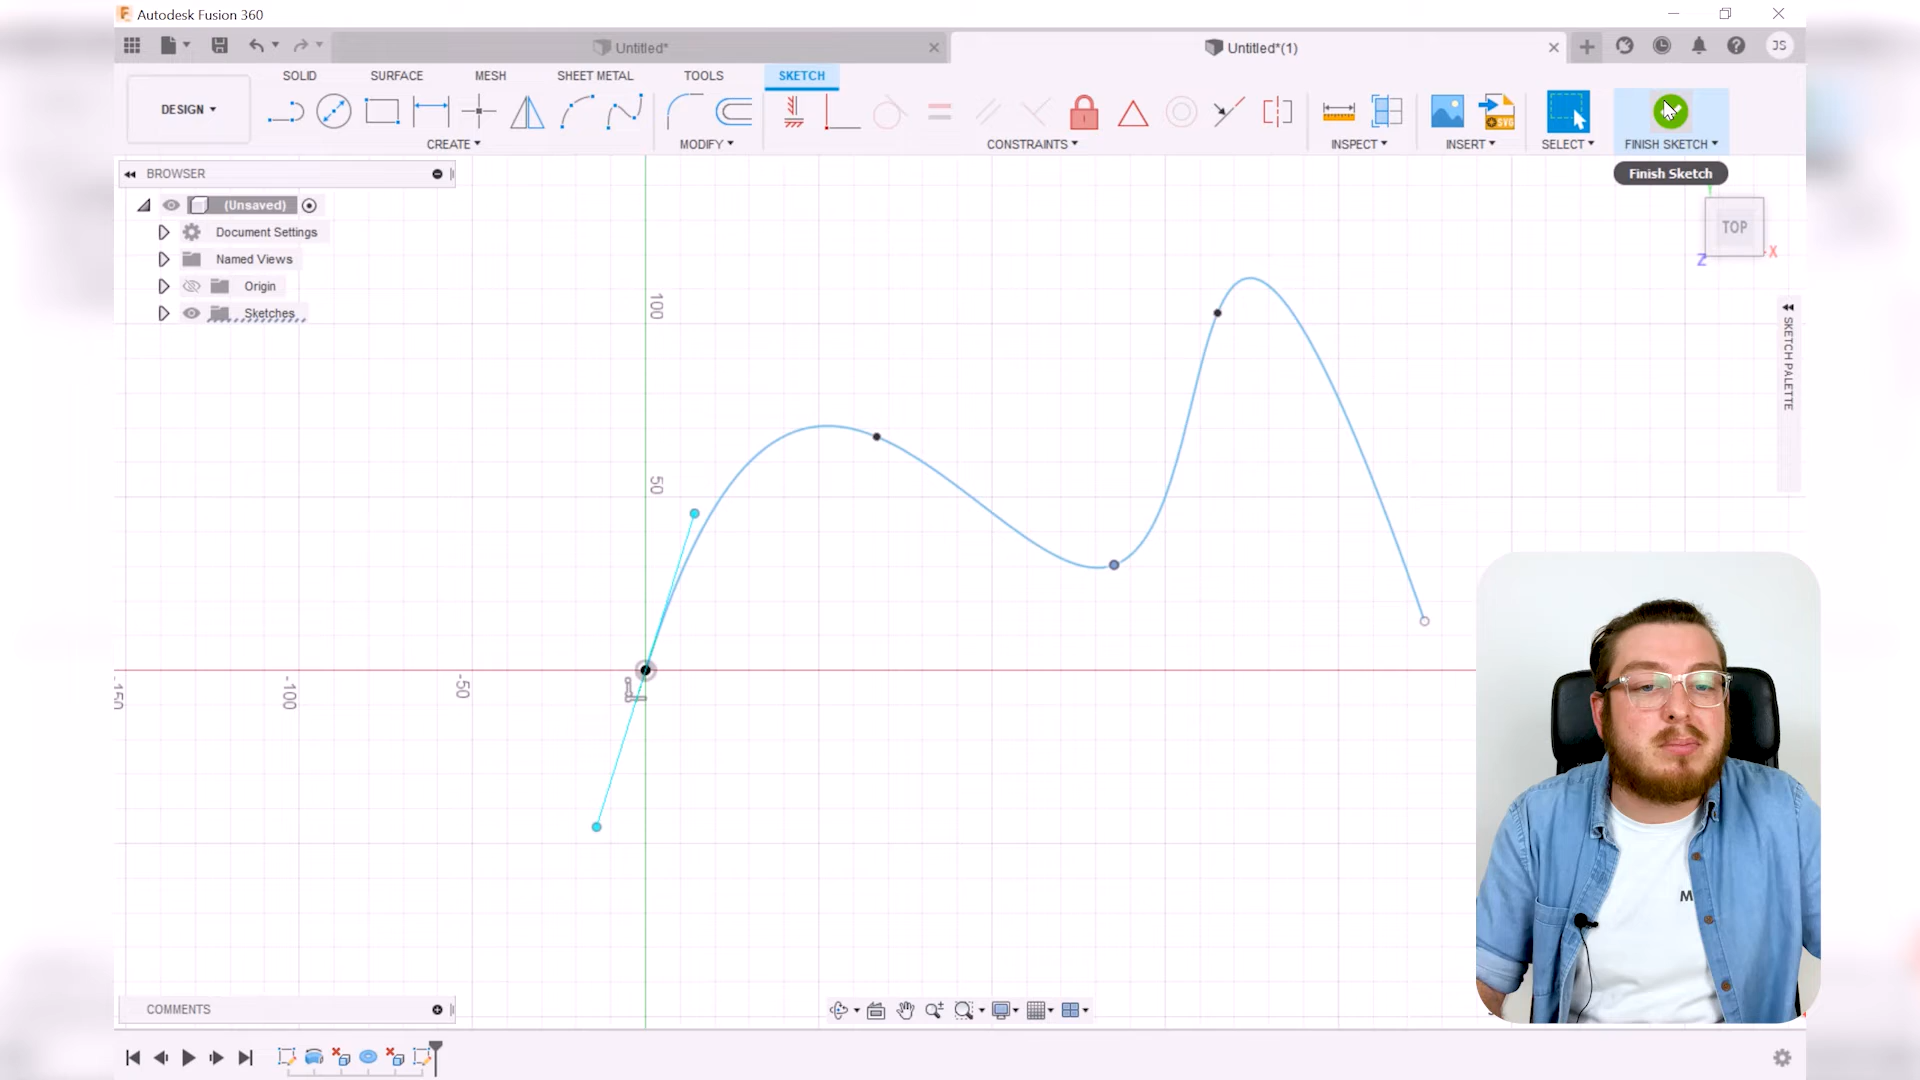 Autodesk Fusion 360
Untitled*
Untitled*(1)
JS
DESIGN
SOLID
SURFACE
MESH
SHEET METAL
TOOLS
SKETCH
CREATE
MODIFY
CONSTRAINTS
INSPECT
INSERT
SELECT
FINISH SKETCH
SVG
Finish Sketch
BROWSER
(Unsaved)
Document Settings
Named Views
Origin
Sketches
TOP
X
Z
SKETCH PALETTE
100
50
-50
-100
-150
M
COMMENTS